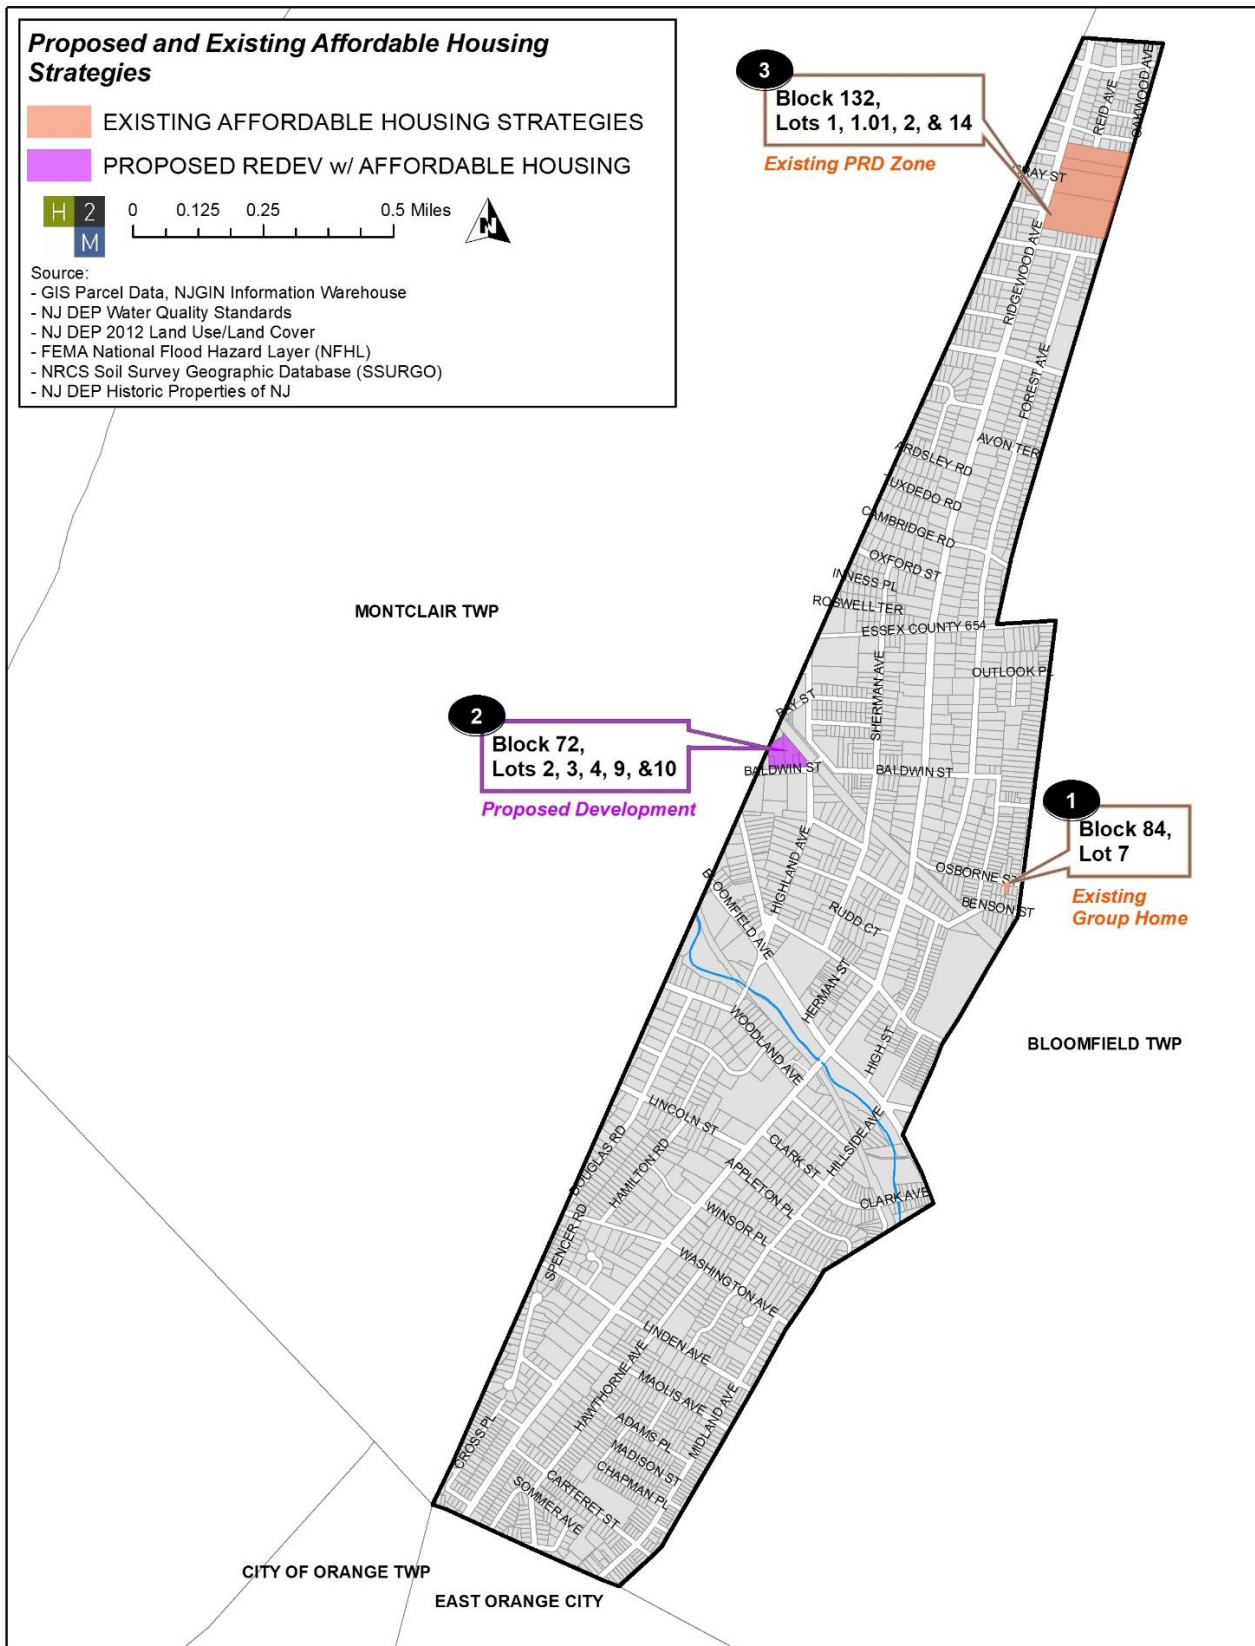 Proposed and Existing Affordable Housing
Strategies
EXISTING AFFORDABLE HOUSING STRATEGIES
PROPOSED REDEV w/ AFFORDABLE HOUSING
H 2
M
0 0.125 0.25 0.5 Miles
N
Source:
- GIS Parcel Data, NJGIN Information Warehouse
- NJ DEP Water Quality Standards
- NJ DEP 2012 Land Use/Land Cover
- FEMA National Flood Hazard Layer (NFHL)
- NRCS Soil Survey Geographic Database (SSURGO)
- NJ DEP Historic Properties of NJ
3
Block 132,
Lots 1, 1.01, 2, & 14
Existing PRD Zone
REID AVE
OAKWOOD AVE
GRAY ST
RIDGEWOOD AVE
FOREST AVE
AVON TER
ARDSLEY RD
TUXDEDO RD
CAMBRIDGE RD
OXFORD ST
INNESS PL
ROSWELL TER
ESSEX COUNTY 654
MONTCLAIR TWP
OUTLOOK PL
SHERMAN AVE
BAY ST
2
Block 72,
Lots 2, 3, 4, 9, &10
Proposed Development
BALDWIN ST
BALDWIN ST
1
Block 84,
Lot 7
Existing
Group Home
OSBORNE ST
BENSON ST
HIGHLAND AVE
BLOOMFIELD AVE
RUDD CT
HERMAN ST
WOODLAND AVE
HIGH ST
BLOOMFIELD TWP
LINCOLN ST
DOUGLAS RD
HAMILTON RD
CLARK ST
HILLSIDE AVE
APPLETON PL
CLARK AVE
WINSOR PL
SPENCER RD
WASHINGTON AVE
LINDEN AVE
HAWTHORNE AVE
MAOLIS AVE
MIDLAND AVE
ADAMS PL
MADISON ST
CHAPMAN PL
CROSS PL
CARTERET ST
SOMMER AVE
CITY OF ORANGE TWP
EAST ORANGE CITY